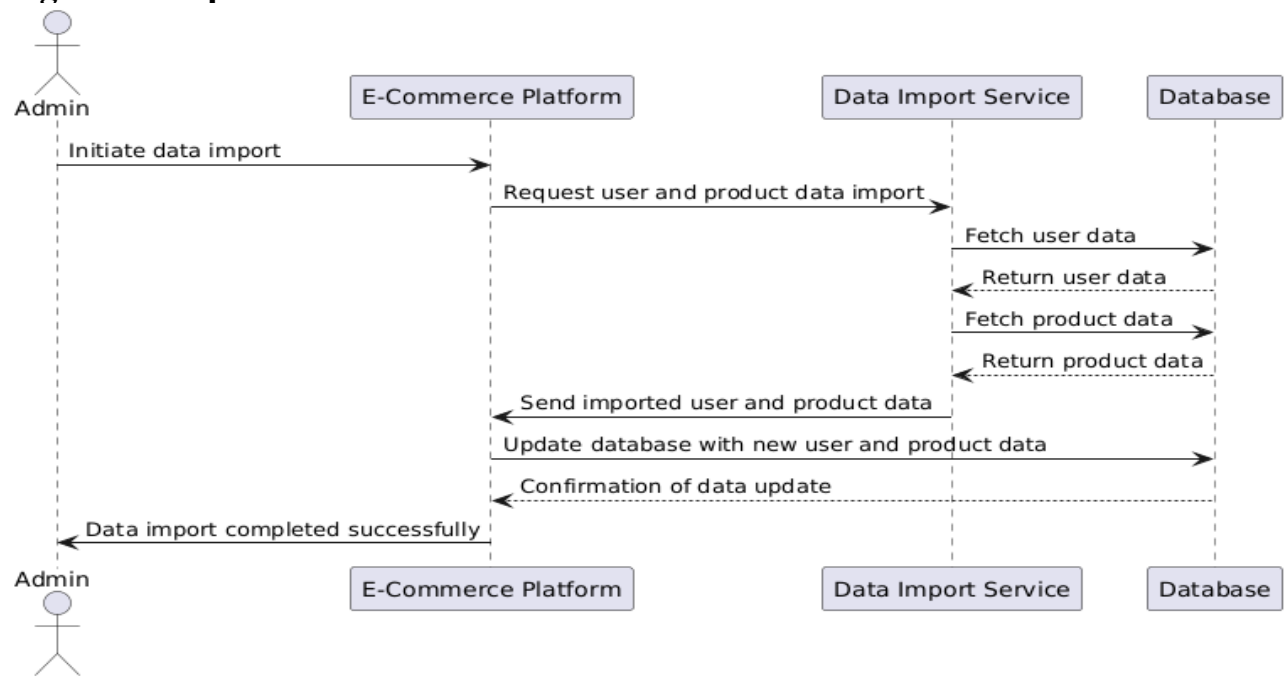 Admin
E-Commerce Platform
Data Import Service
Database
Initiate data import
Request user and product data import
Fetch user data
Return user data
Fetch product data
Return product data
Send imported user and product data
Update database with new user and product data
Confirmation of data update
Data import completed successfully
Admin
E-Commerce Platform
Data Import Service
Database